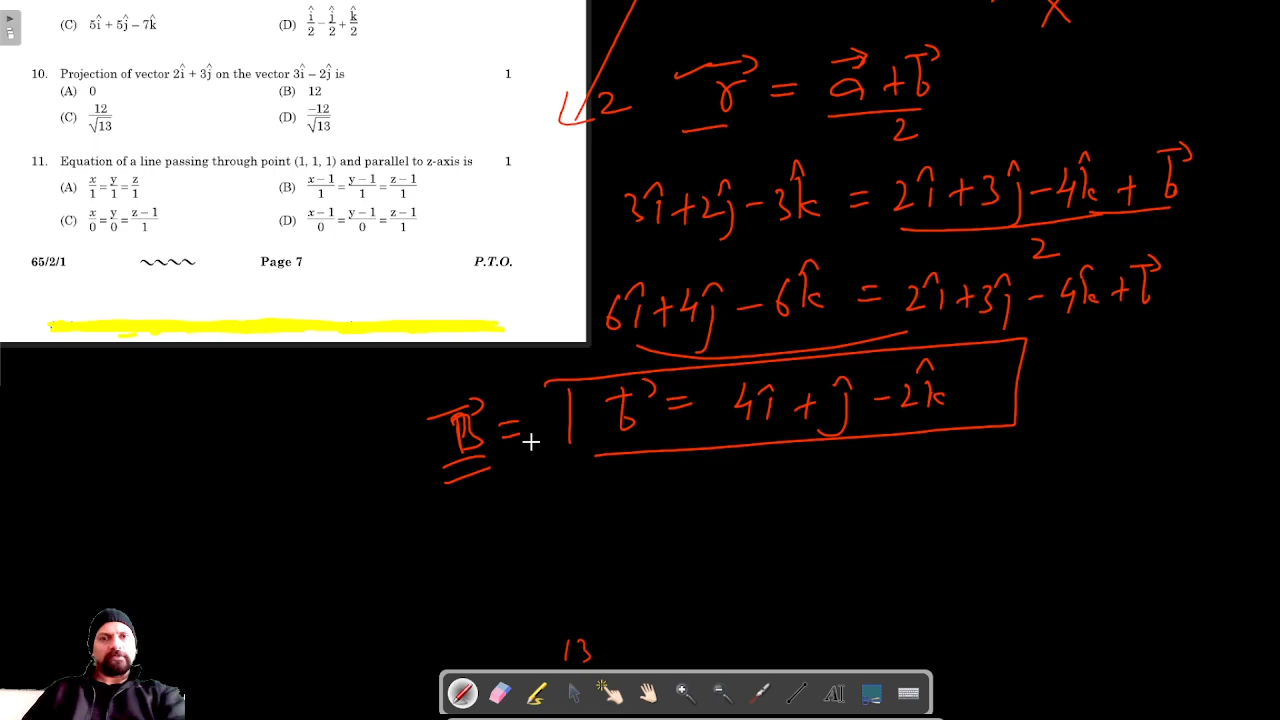 (C) 5î + 5ĵ – 7k̂ (D) î/2 – ĵ/2 + k̂/2
10. Projection of vector 2î + 3ĵ on the vector 3î – 2ĵ is 1
(A) 0 (B) 12
(C) 12/√13 (D) –12/√13
11. Equation of a line passing through point (1, 1, 1) and parallel to z-axis is 1
(A) x/1 = y/1 = z/1 (B) x – 1/1 = y – 1/1 = z – 1/1
(C) x/0 = y/0 = z – 1/1 (D) x – 1/0 = y – 1/0 = z – 1/1
65/2/1 Page 7 P.T.O.
2
x
r⃗ = a⃗ + b⃗/2
3î + 2ĵ – 3k̂ = 2î + 3ĵ – 4k̂ + b⃗/2
6î + 4ĵ – 6k̂ = 2î + 3ĵ – 4k̂ + b⃗
B⃗ = b⃗ = 4î + ĵ – 2k̂
13
AI